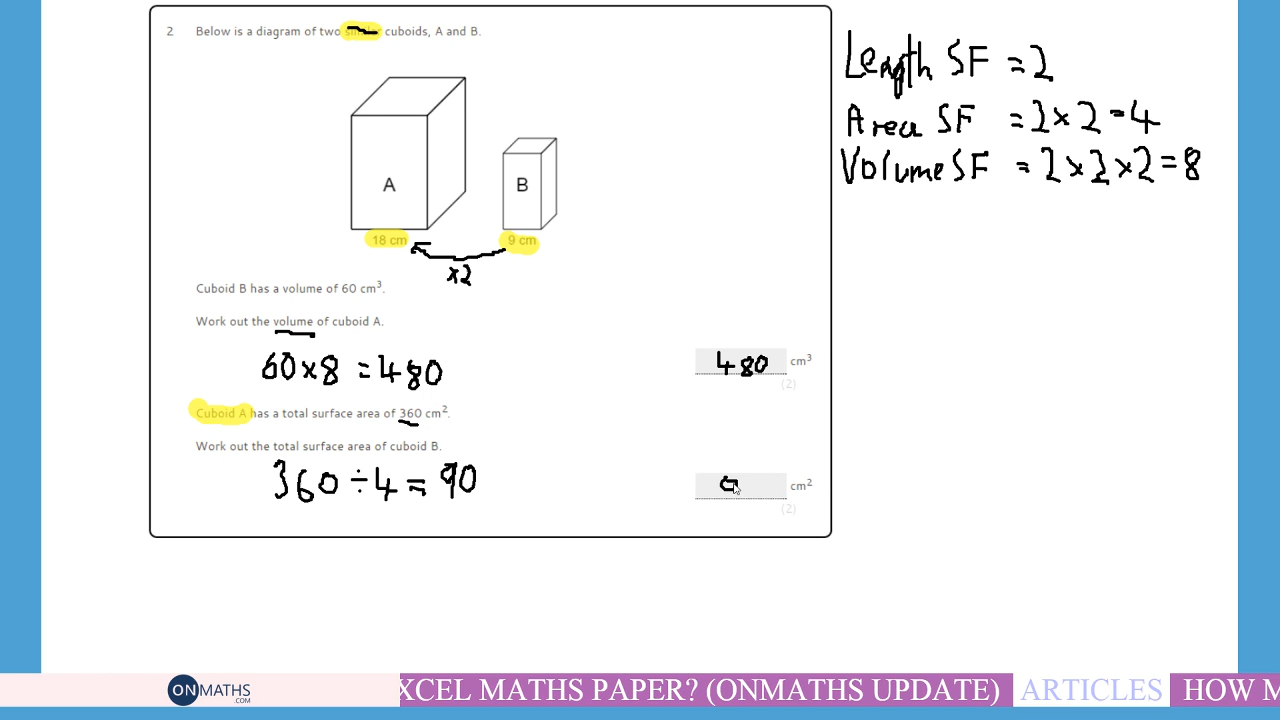 2 Below is a diagram of two cuboids, A and B.
Length SF = 2
Area SF = 2 × 2 = 4
Volume SF = 2 × 2 × 2 = 8
A
B
18 cm
9 cm
×2
Cuboid B has a volume of 60 cm³.
Work out the volume of cuboid A.
60 × 8 = 480
480 cm³
(2)
Cuboid A has a total surface area of 360 cm².
Work out the total surface area of cuboid B.
360 ÷ 4 = 90
cm²
(2)
ONMATHS
.COM
XCEL MATHS PAPER? (ONMATHS UPDATE) ARTICLES HOW M